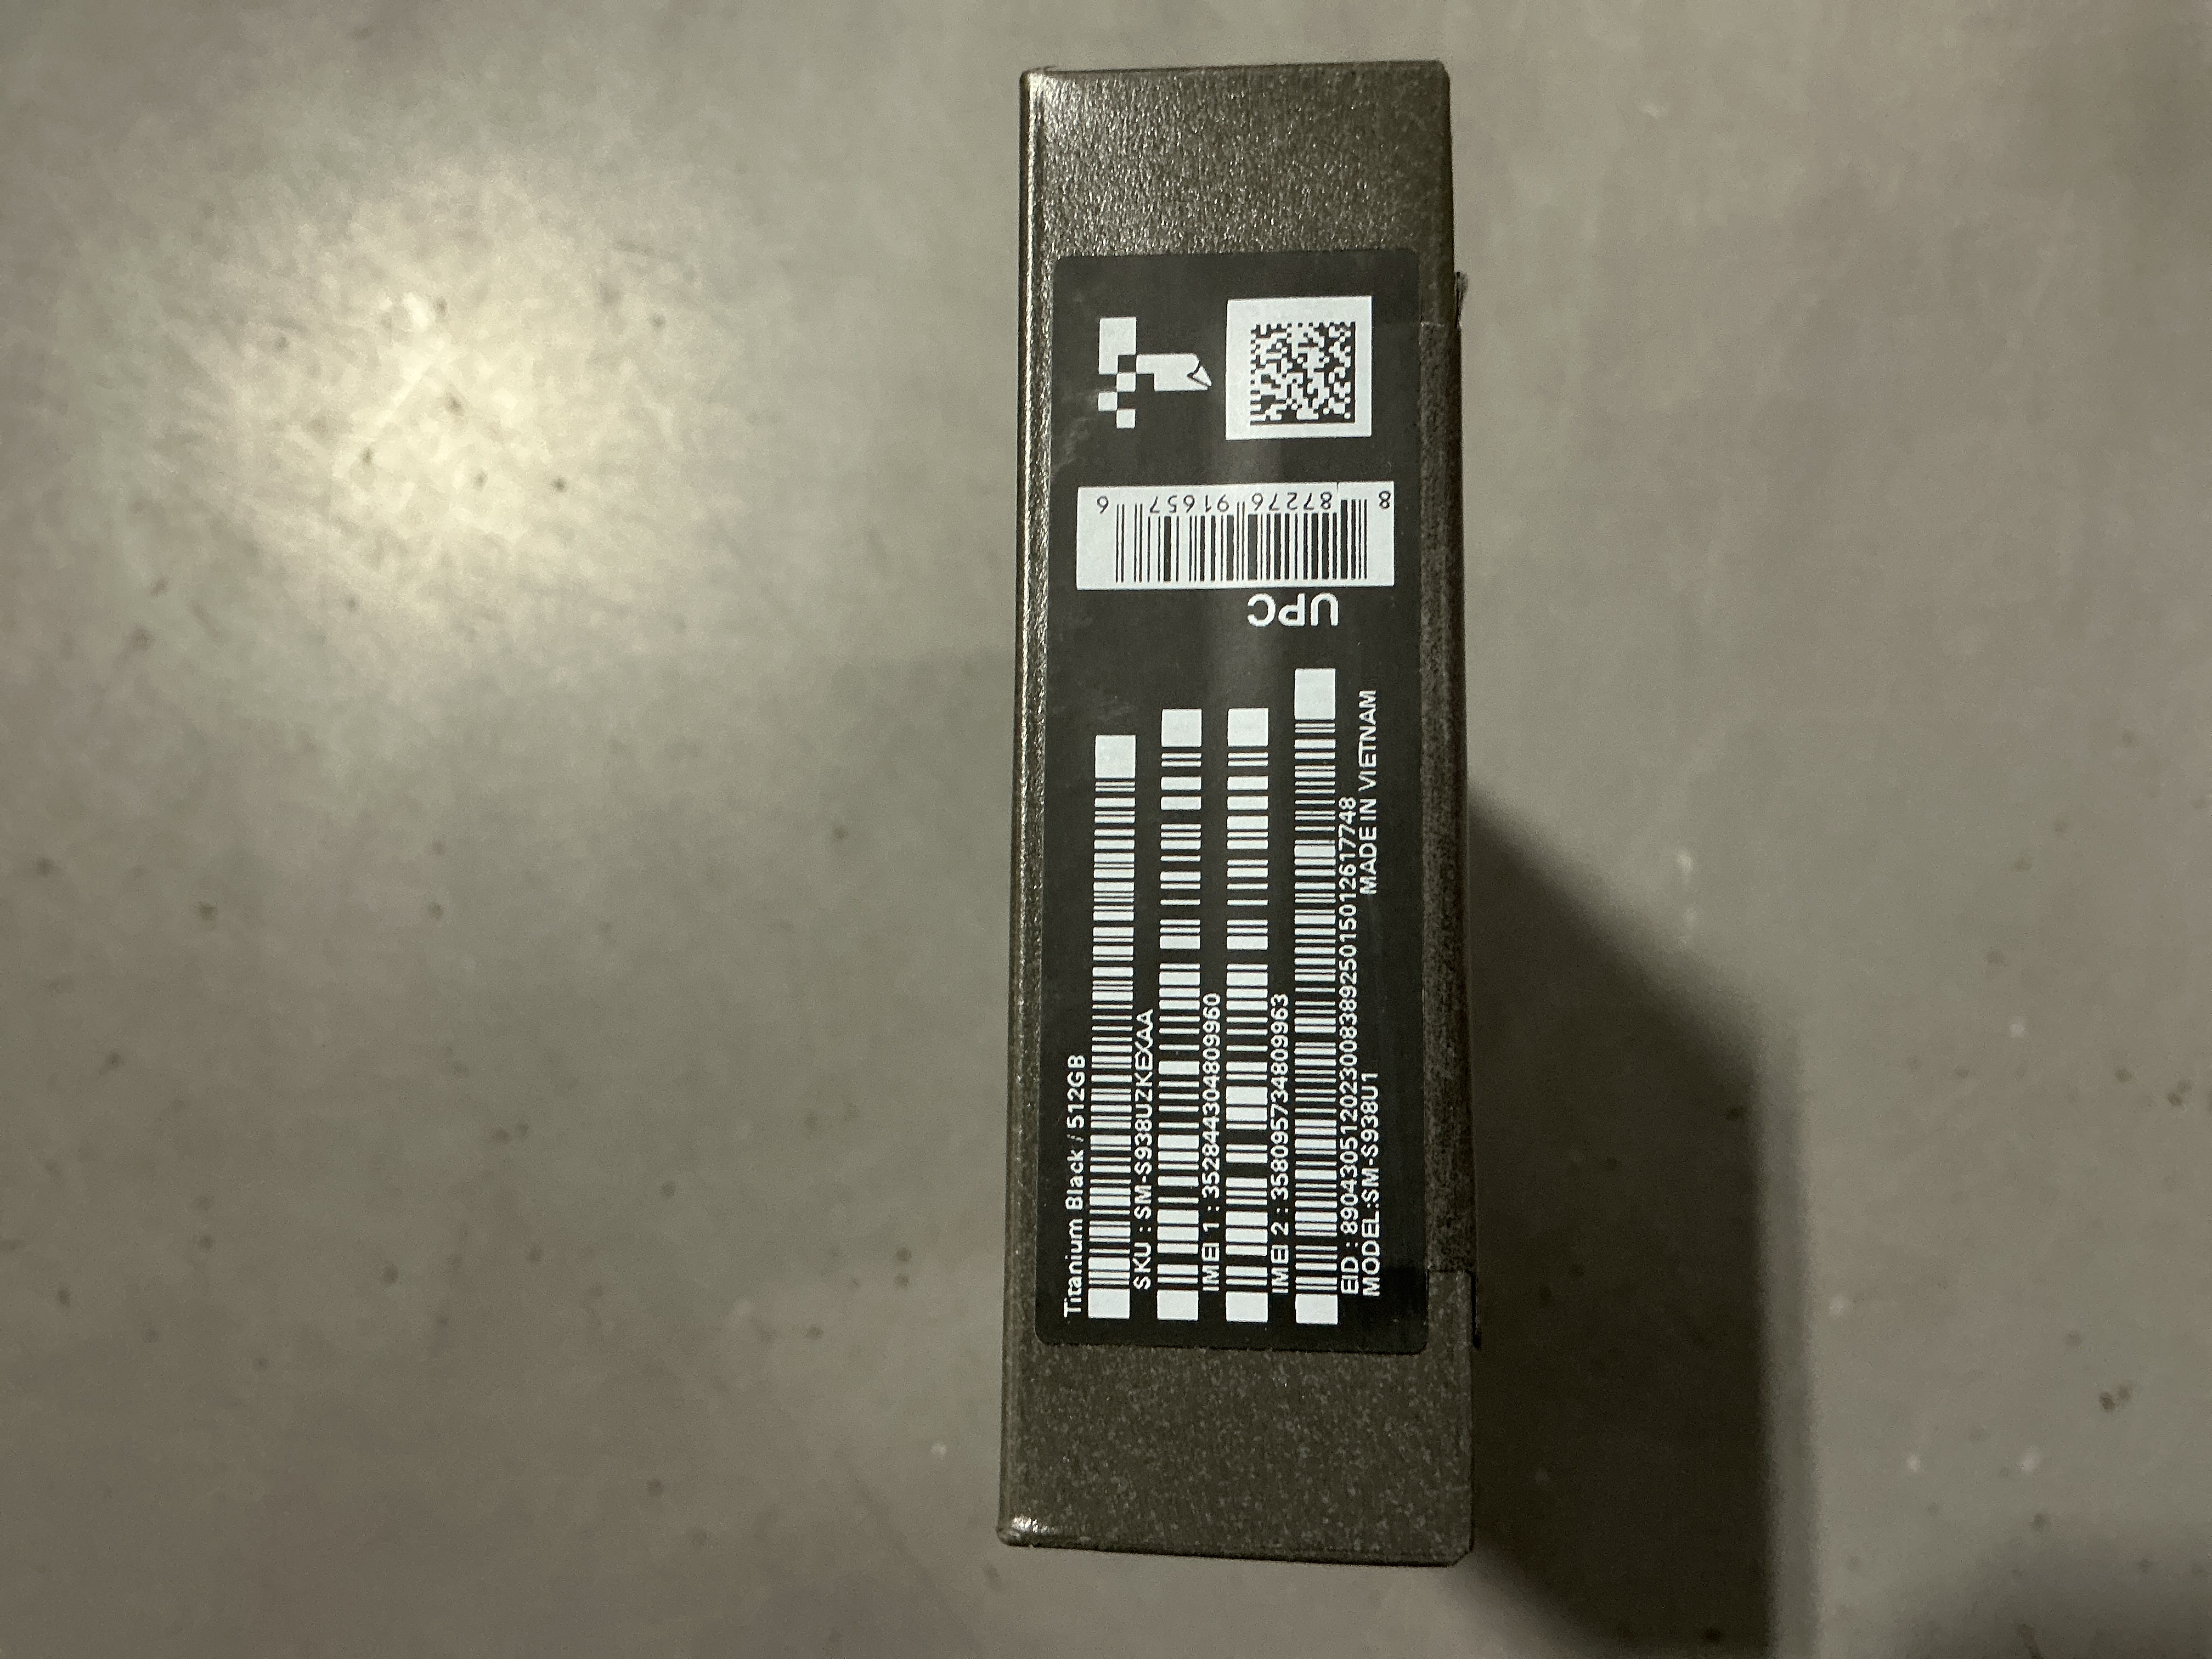 Titanium Black / 512GB
SKU : SM-S938UZKEXAA
IMEI 1 : 352844304809960
IMEI 2 : 358095734809963
EID : 89043051202300838925015012617748
MODEL:SM-S938U1
MADE IN VIETNAM
UPC
8 87276 91657 6